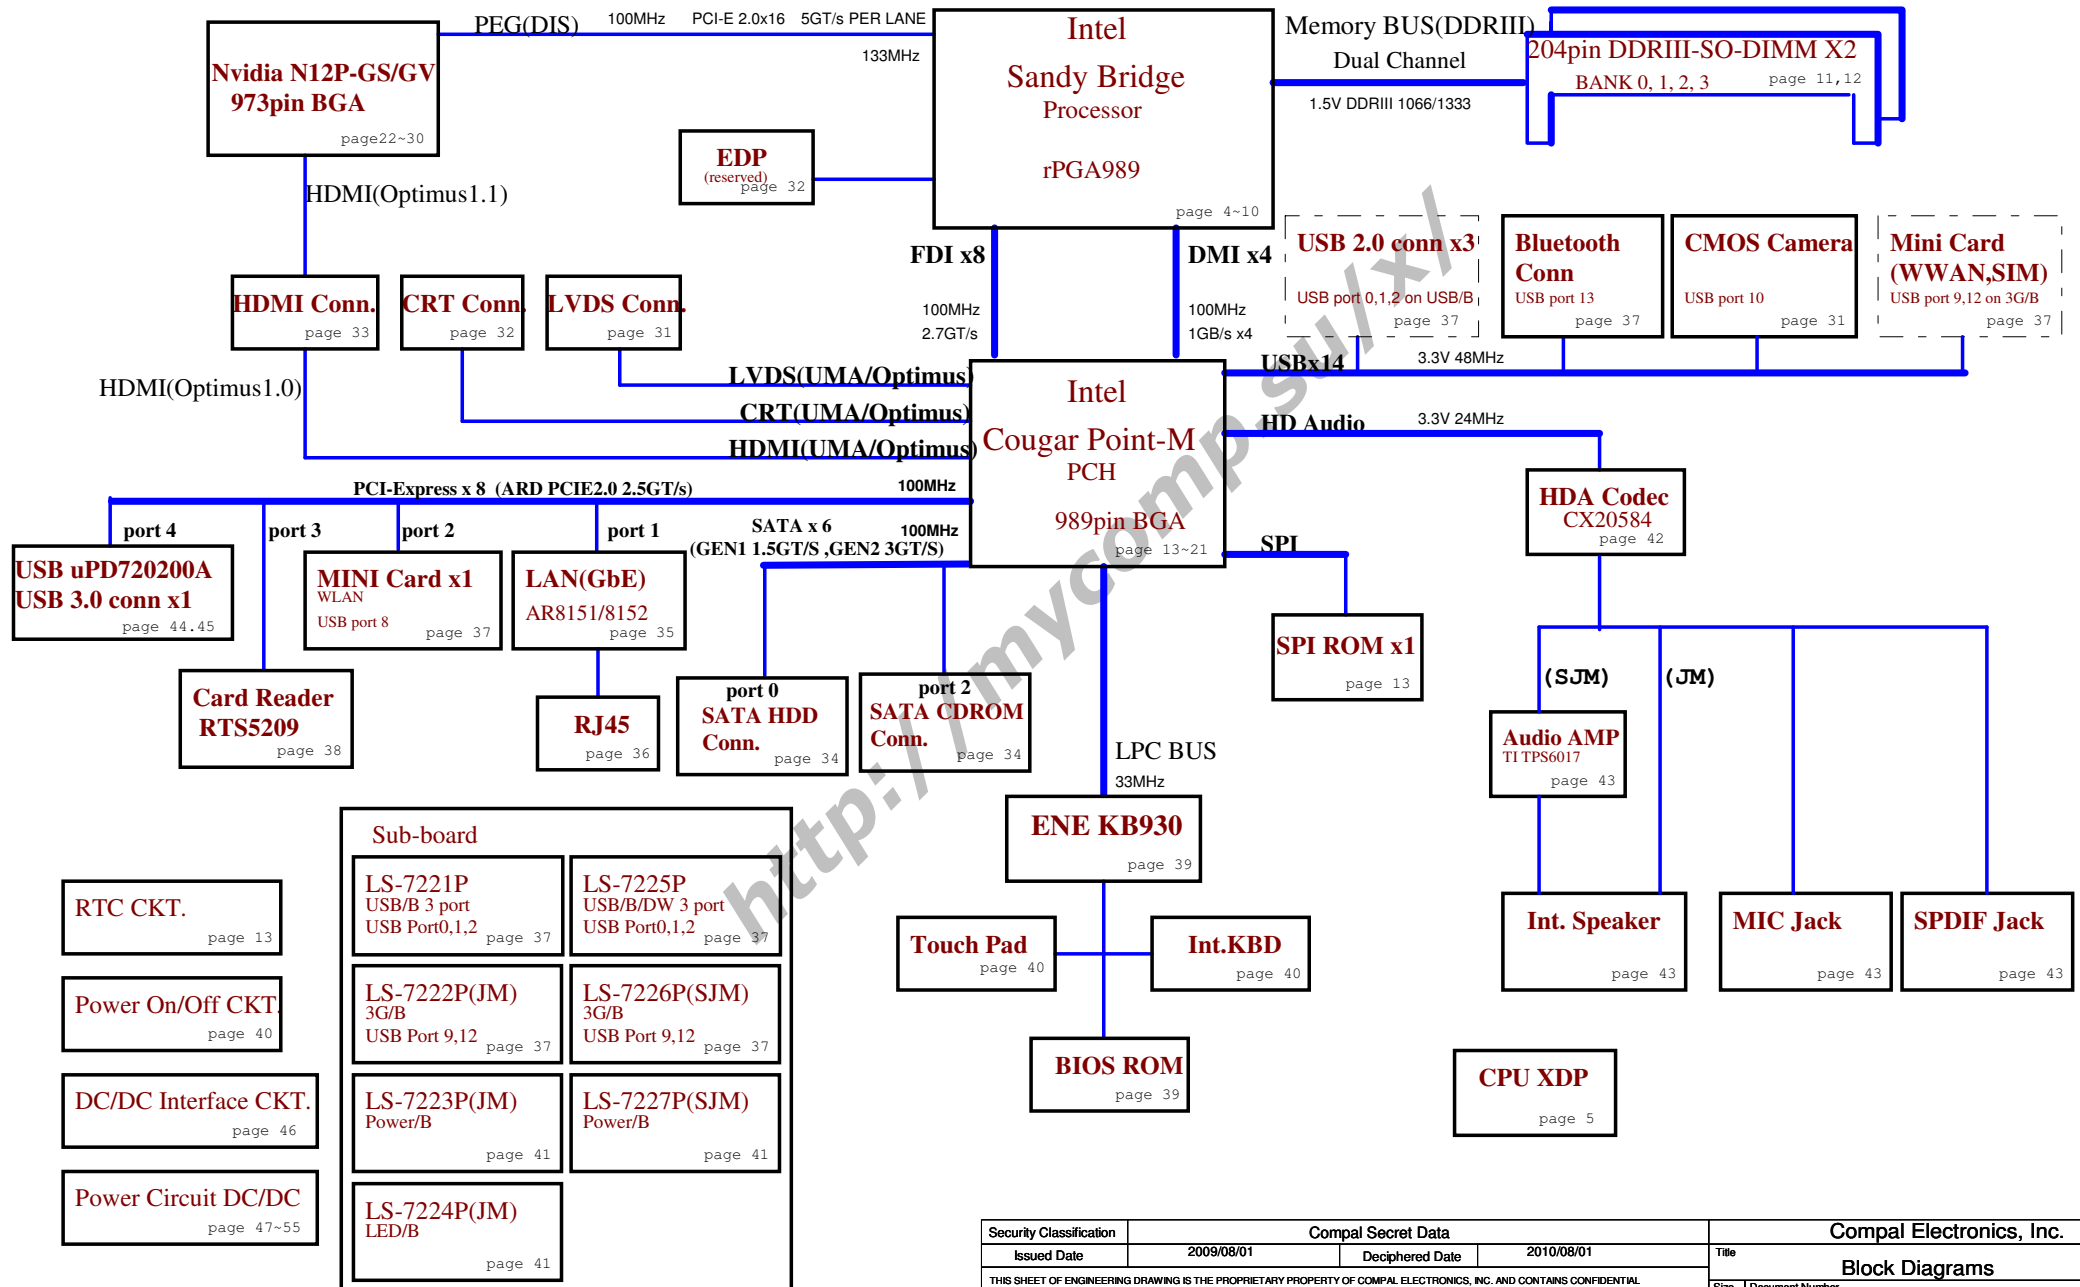 PEG(DIS)
100MHz
PCI-E 2.0x16
5GT/s PER LANE
133MHz
Nvidia N12P-GS/GV
973pin BGA
page22~30
Intel
Sandy Bridge
Processor
rPGA989
page 4~10
Memory BUS(DDRIII)
Dual Channel
1.5V DDRIII 1066/1333
204pin DDRIII-SO-DIMM X2
BANK 0, 1, 2, 3
page 11,12
EDP
(reserved)
page 32
HDMI(Optimus1.1)
FDI x8
100MHz
2.7GT/s
DMI x4
100MHz
1GB/s x4
USB 2.0 conn x3
USB port 0,1,2 on USB/B
page 37
Bluetooth
Conn
USB port 13
page 37
CMOS Camera
USB port 10
page 31
Mini Card
(WWAN,SIM)
USB port 9,12 on 3G/B
page 37
HDMI Conn.
page 33
CRT Conn.
page 32
LVDS Conn.
page 31
HDMI(Optimus1.0)
LVDS(UMA/Optimus)
CRT(UMA/Optimus)
HDMI(UMA/Optimus)
Intel
Cougar Point-M
PCH
989pin BGA
page 13~21
USBx14
3.3V 48MHz
HD Audio
3.3V 24MHz
SPI
PCI-Express x 8 (ARD PCIE2.0 2.5GT/s)
100MHz
SATA x 6
(GEN1 1.5GT/S ,GEN2 3GT/S)
100MHz
port 4
port 3
port 2
port 1
USB uPD720200A
USB 3.0 conn x1
page 44.45
MINI Card x1
WLAN
USB port 8
page 37
LAN(GbE)
AR8151/8152
page 35
HDA Codec
CX20584
page 42
Card Reader
RTS5209
page 38
RJ45
page 36
port 0
SATA HDD
Conn.
page 34
port 2
SATA CDROM
Conn.
page 34
SPI ROM x1
page 13
(SJM)
(JM)
Audio AMP
TI TPS6017
page 43
LPC BUS
33MHz
ENE KB930
page 39
Touch Pad
page 40
Int.KBD
page 40
BIOS ROM
page 39
Int. Speaker
page 43
MIC Jack
page 43
SPDIF Jack
page 43
CPU XDP
page 5
RTC CKT.
page 13
Power On/Off CKT.
page 40
DC/DC Interface CKT.
page 46
Power Circuit DC/DC
page 47~55
Sub-board
LS-7221P
USB/B 3 port
USB Port0,1,2
page 37
LS-7225P
USB/B/DW 3 port
USB Port0,1,2
page 37
LS-7222P(JM)
3G/B
USB Port 9,12
page 37
LS-7226P(SJM)
3G/B
USB Port 9,12
page 37
LS-7223P(JM)
Power/B
page 41
LS-7227P(SJM)
Power/B
page 41
LS-7224P(JM)
LED/B
page 41
http://mycomp.su/x/
Security Classification
Compal Secret Data
Issued Date
2009/08/01
Deciphered Date
2010/08/01
THIS SHEET OF ENGINEERING DRAWING IS THE PROPRIETARY PROPERTY OF COMPAL ELECTRONICS, INC. AND CONTAINS CONFIDENTIAL
Compal Electronics, Inc.
Title
Block Diagrams
Size
Document Number